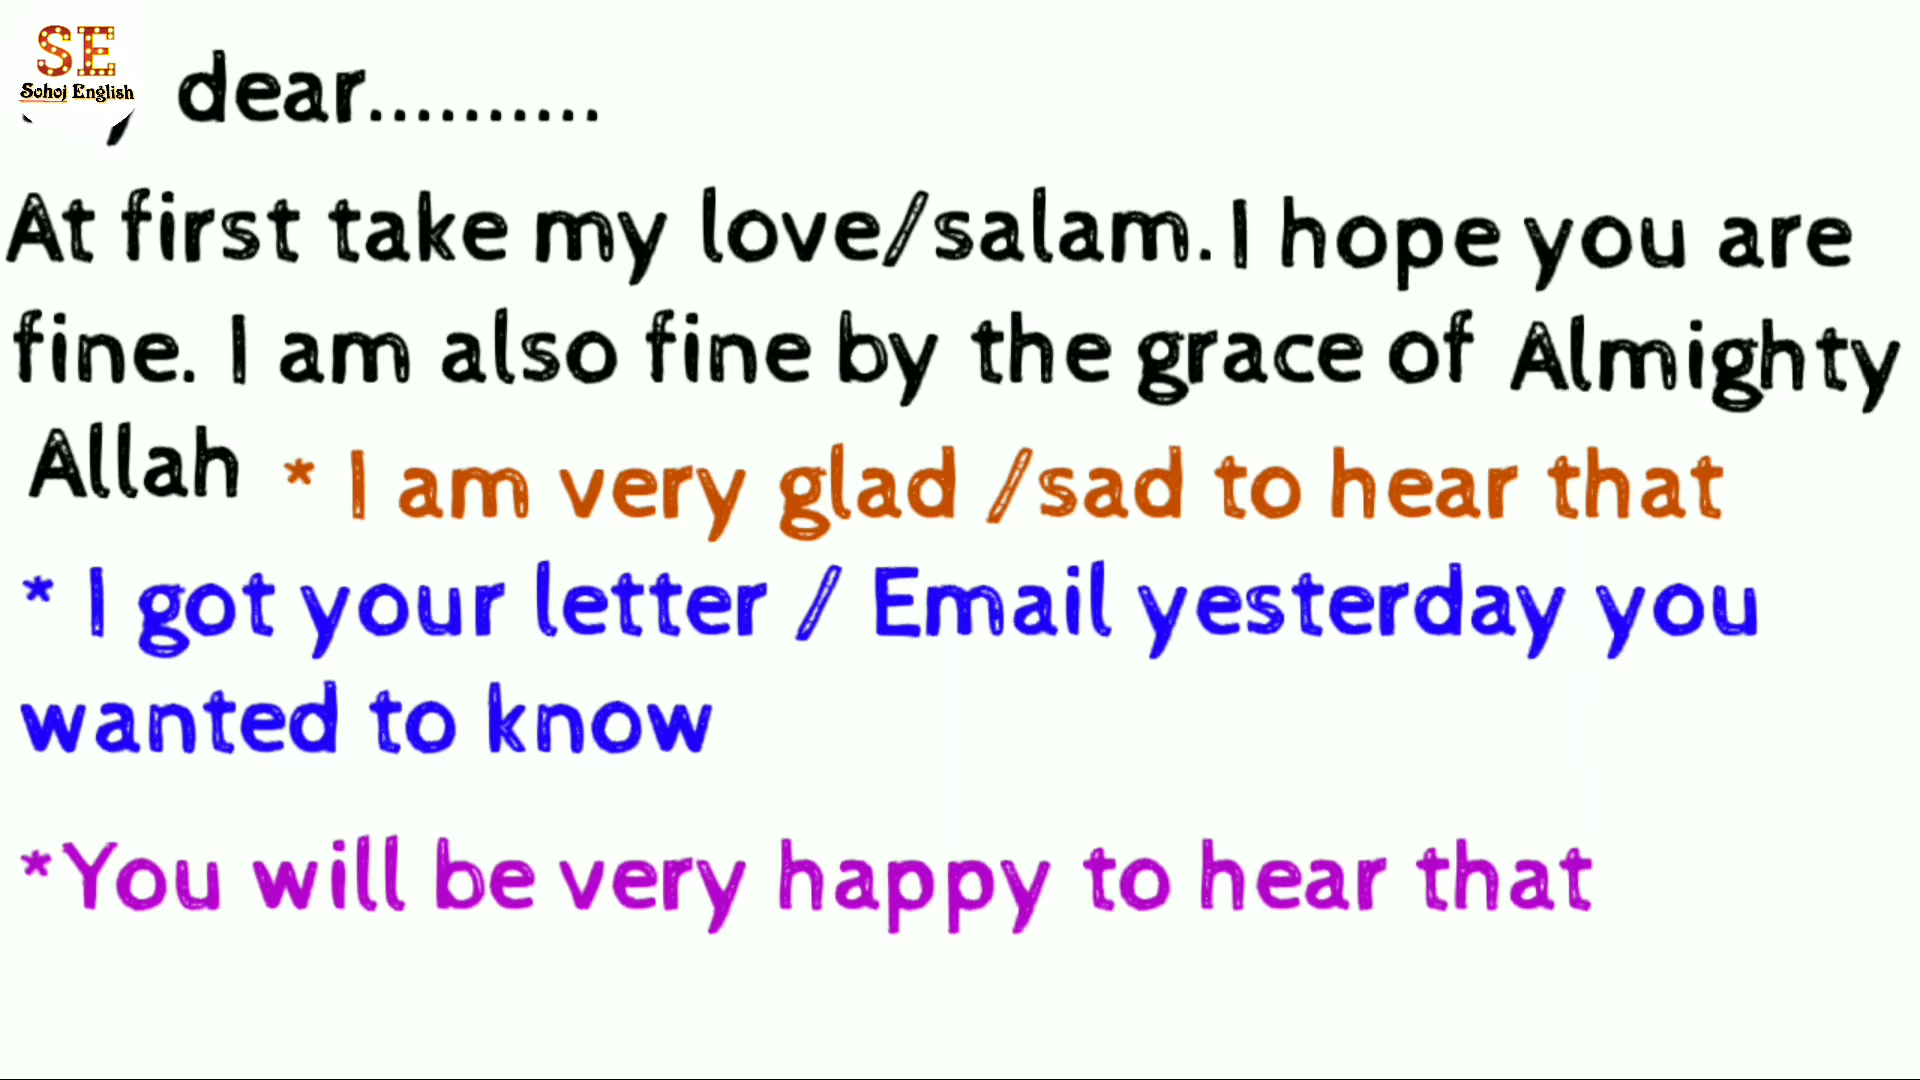 SE
Sohoj English
dear..........
At first take my love/salam. I hope you are
fine. I am also fine by the grace of Almighty
Allah * I am very glad /sad to hear that
* I got your letter / Email yesterday you
wanted to know
*You will be very happy to hear that